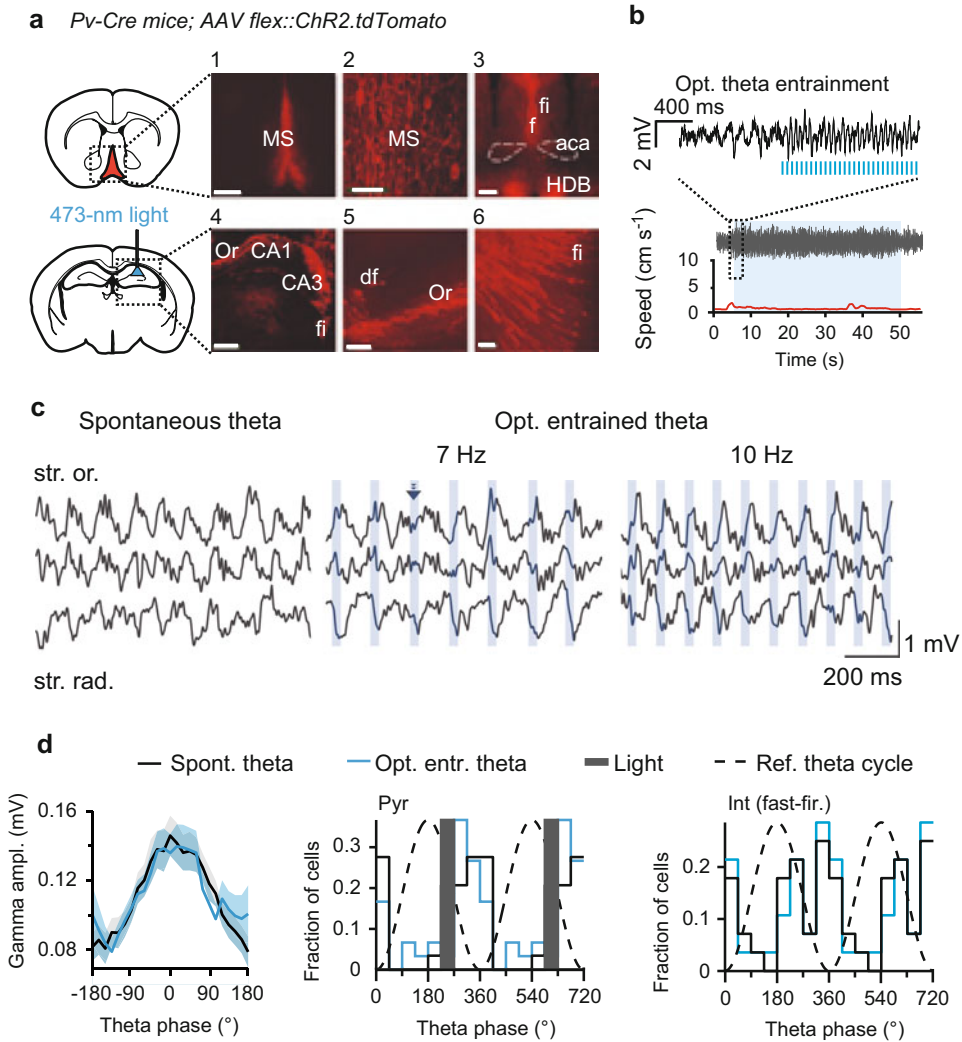 a Pv-Cre mice; AAV flex::ChR2.tdTomato
1 2 3
MS
MS
fi
f
aca
HDB
473-nm light
4 5 6
Or CA1
CA3
fi
df
Or
fi
b
Opt. theta entrainment
400 ms
2 mV
Speed (cm s⁻¹)
10
5
0
0 10 20 30 40 50
Time (s)
c
Spontaneous theta
Opt. entrained theta
7 Hz
10 Hz
str. or.
str. rad.
1 mV
200 ms
d
Spont. theta
Opt. entr. theta
Light
Ref. theta cycle
Gamma ampl. (mV)
0.16
0.12
0.08
-180 -90 0 90 180
Theta phase (°)
Pyr
Fraction of cells
0.3
0.2
0.1
0
0 180 360 540 720
Theta phase (°)
Int (fast-fir.)
Fraction of cells
0.2
0.1
0
0 180 360 540 720
Theta phase (°)